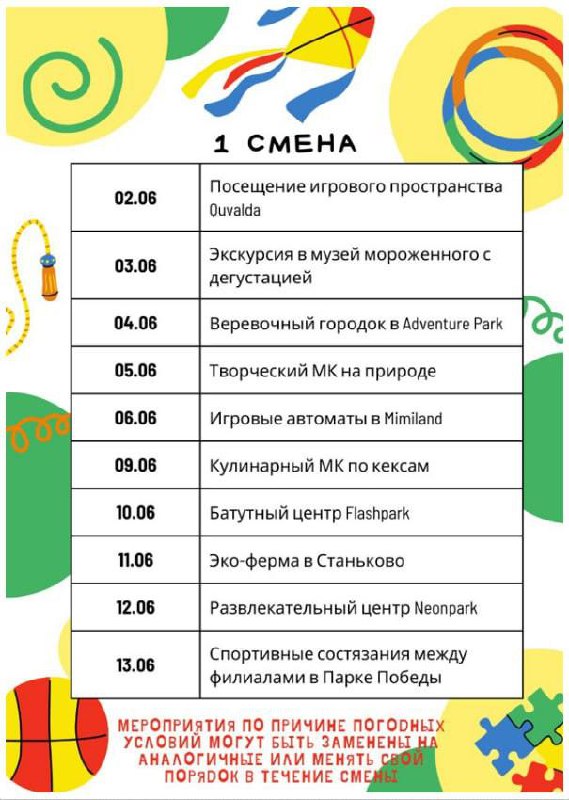 1 СМЕНА
02.06
Посещение игрового пространства
Quvalda
03.06
Экскурсия в музей мороженного с
дегустацией
04.06
Веревочный городок в Adventure Park
05.06
Творческий МК на природе
06.06
Игровые автоматы в Mimiland
09.06
Кулинарный МК по кексам
10.06
Батутный центр Flashpark
11.06
Эко-ферма в Станьково
12.06
Развлекательный центр Neonpark
13.06
Спортивные состязания между
филиалами в Парке Победы
МЕРОПРИЯТИЯ ПО ПРИЧИНЕ ПОГОДНЫХ
УСЛОВИЙ МОГУТ БЫТЬ ЗАМЕНЕНЫ НА
АНАЛОГИЧНЫЕ ИЛИ МЕНЯТЬ СВОЙ
ПОРЯДОК В ТЕЧЕНИЕ СМЕНЫ